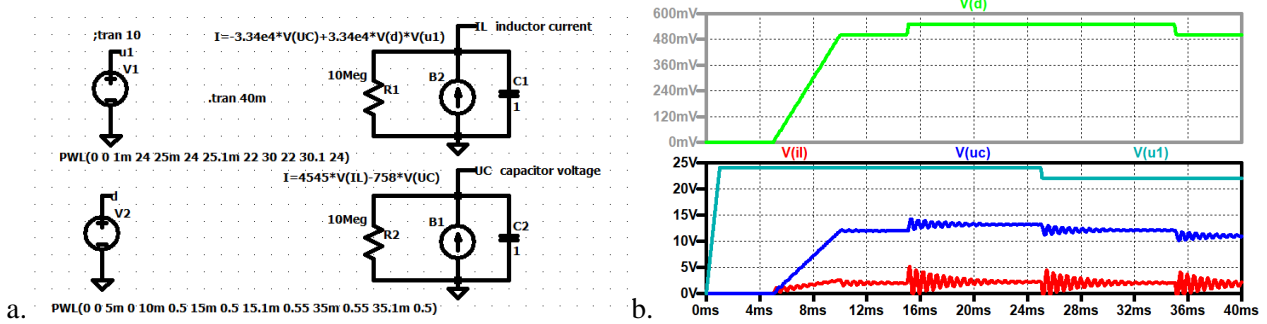 ;tran 10
u1
V1
.tran 40m
PWL(0 0 1m 24 25m 24 25.1m 22 30 22 30.1 24)
I=-3.34e4*V(UC)+3.34e4*V(d)*V(u1)
IL inductor current
10Meg
R1
B2
C1
1
d
V2
I=4545*V(IL)-758*V(UC)
UC capacitor voltage
10Meg
R2
B1
C2
1
PWL(0 0 5m 0 10m 0.5 15m 0.5 15.1m 0.55 35m 0.55 35.1m 0.5)
a.
V(d)
600mV
480mV
360mV
240mV
120mV
0mV
V(il) V(uc) V(u1)
25V
20V
15V
10V
5V
0V
0ms 4ms 8ms 12ms 16ms 20ms 24ms 28ms 32ms 36ms 40ms
b.